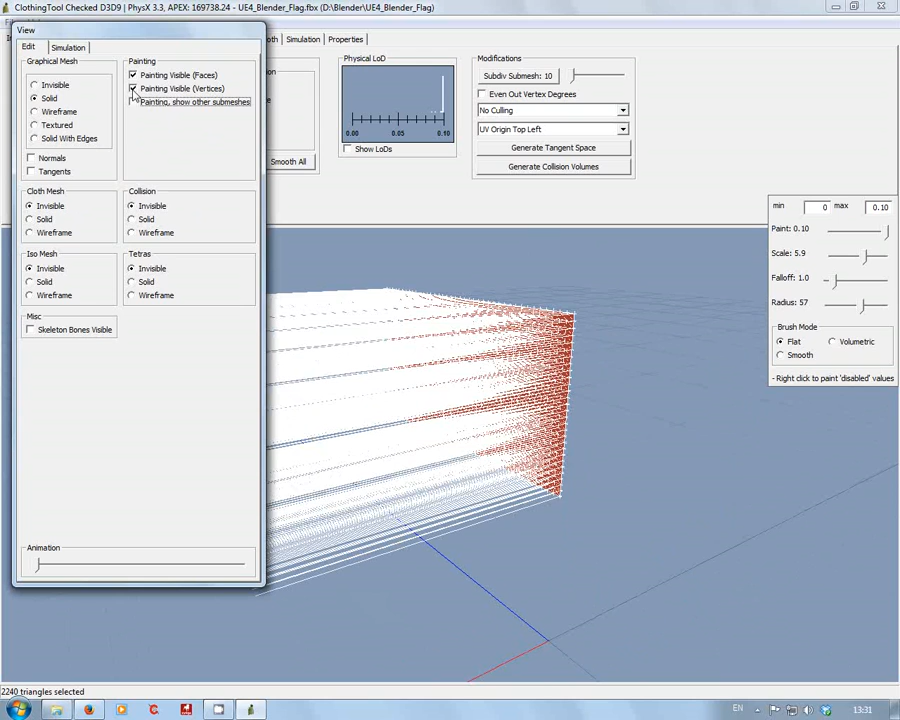 ClothingTool Checked D3D9, PhysX 3.3, APEX: 169738.24 - UE4_Blender_Flag.fbx (D:\Blender\UE4_Blender_Flag)
View
Edit
Simulation
Graphical Mesh
Invisible
Solid
Wireframe
Textured
Solid With Edges
Normals
Tangents
Painting
Painting Visible (Faces)
Painting Visible (Vertices)
Painting, show other submeshes
Cloth Mesh
Invisible
Solid
Wireframe
Collision
Invisible
Solid
Wireframe
Iso Mesh
Invisible
Solid
Wireframe
Tetras
Invisible
Solid
Wireframe
Misc
Skeleton Bones Visible
Animation
oth
Simulation
Properties
Smooth All
Physical LoD
0.00 0.05 0.10
Show LoDs
Modifications
Subdiv Submesh: 10
Even Out Vertex Degrees
No Culling
UV Origin Top Left
Generate Tangent Space
Generate Collision Volumes
min 0 max 0.10
Paint: 0.10
Scale: 5.9
Falloff: 1.0
Radius: 57
Brush Mode
Flat
Volumetric
Smooth
- Right click to paint 'disabled' values
2240 triangles selected
EN
13:31